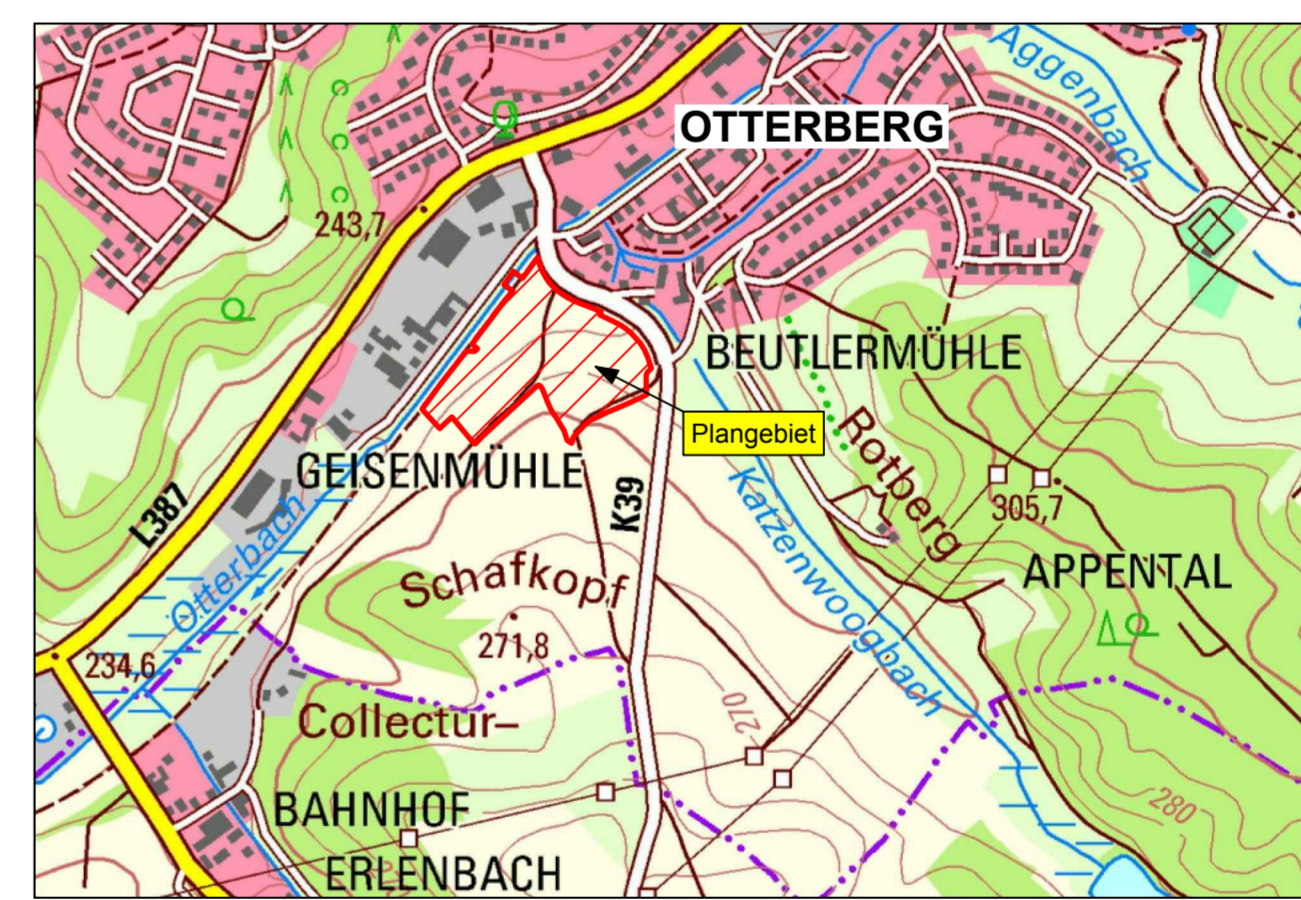 Aggenbach
OTTERBERG
243,7
BEUTLERMÜHLE
Plangebiet
Rotberg
GEISENMÜHLE
K39
L387
305,7
Otterbach
Katzenwoogbach
APPENTAL
Schafkopf
271,8
234,6
270
Collectur-
280
BAHNHOF
ERLENBACH